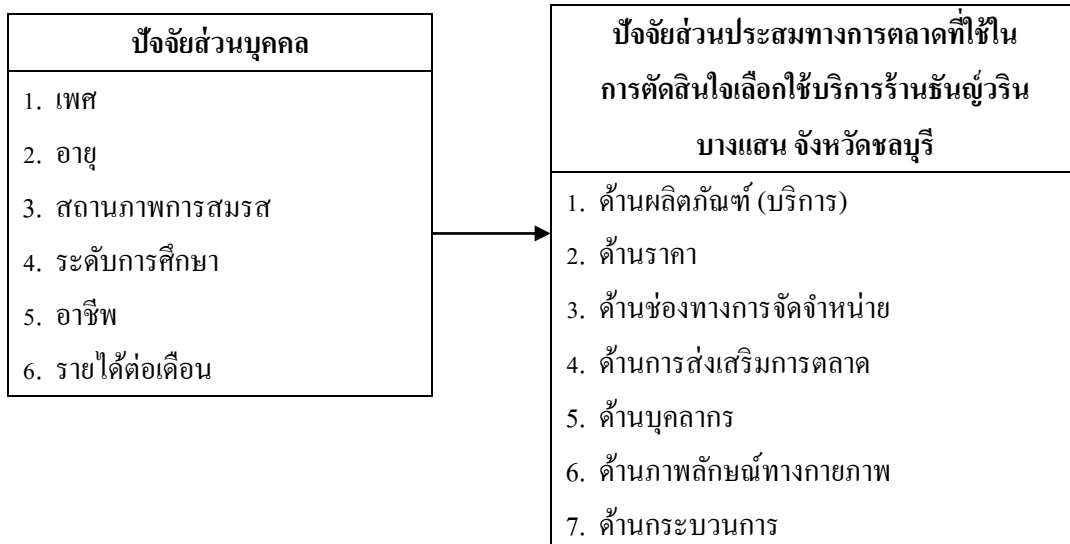 ปัจจัยส่วนบุคคล
1. เพศ
2. อายุ
3. สถานภาพการสมรส
4. ระดับการศึกษา
5. อาชีพ
6. รายได้ต่อเดือน
ปัจจัยส่วนประสมทางการตลาดที่ใช้ใน
การตัดสินใจเลือกใช้บริการร้านธันญ์วริน
บางแสน จังหวัดชลบุรี
1. ด้านผลิตภัณฑ์ (บริการ)
2. ด้านราคา
3. ด้านช่องทางการจัดจำหน่าย
4. ด้านการส่งเสริมการตลาด
5. ด้านบุคลากร
6. ด้านภาพลักษณ์ทางกายภาพ
7. ด้านกระบวนการ